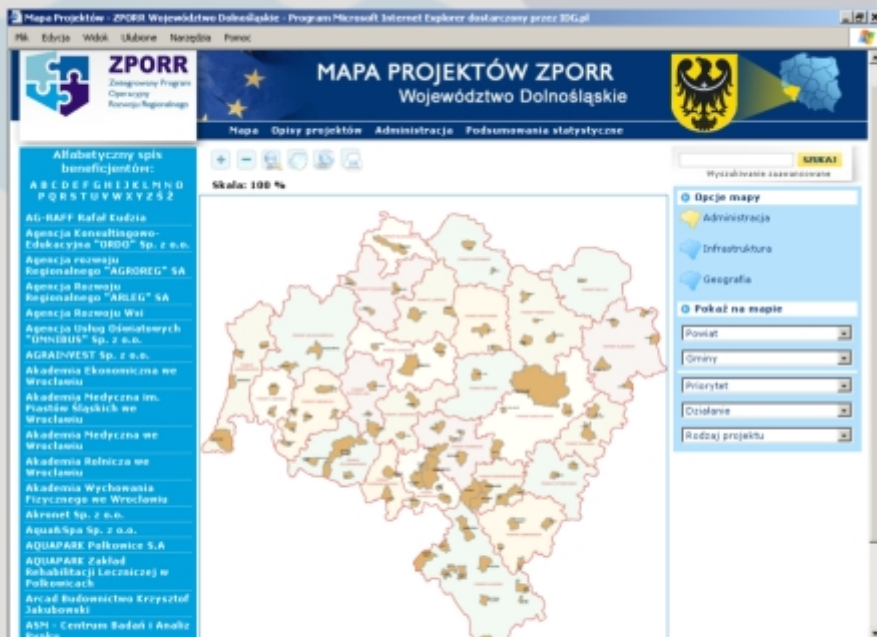 Mapa Projektów - ZPORR Województwo Dolnośląskie - Program Microsoft Internet Explorer dostarczony przez IDG.pl
Plik Edycja Widok Ulubione Narzędzia Pomoc
ZPORR
Zintegrowany Program
Operacyjny
Rozwoju Regionalnego
MAPA PROJEKTÓW ZPORR
Województwo Dolnośląskie
Mapa Opisy projektów Administracja Podsumowania statystyczne
Alfabetyczny spis
beneficjentów:
A B C D E F G H I J K L M N O
P Q R S T U V W X Y Z Ś Ż
AG-RAFF Rafał Kudzia
Agencja Konsultingowo-
Edukacyjna "ORDO" Sp. z o.o.
Agencja rozwoju
Regionalnego "AGROREG" SA
Agencja Rozwoju
Regionalnego "ARLEG" SA
Agencja Rozwoju Wsi
Agencja Usług Oświatowych
"OMNIBUS" Sp. z o.o.
AGRAINVEST Sp. z o.o.
Akademia Ekonomiczna we
Wrocławiu
Akademia Medyczna im.
Piastów Śląskich we
Wrocławiu
Akademia Medyczna we
Wrocławiu
Akademia Rolnicza we
Wrocławiu
Akademia Wychowania
Fizycznego we Wrocławiu
Akronet Sp. z o.o.
Aqua&Spa Sp. z o.o.
AQUAPARK Polkowice S.A
AQUAPARK Zakład
Rehabilitacji Leczniczej w
Polkowicach
Arcad Budownictwo Krzysztof
Jakubowski
ASM - Centrum Badań i Analiz
Rynku
Skala: 100 %
SZUKAJ
Wyszukiwanie zaawansowane
Opcje mapy
Administracja
Infrastruktura
Geografia
Pokaż na mapie
Powiat
Gminy
Priorytet
Działanie
Rodzaj projektu